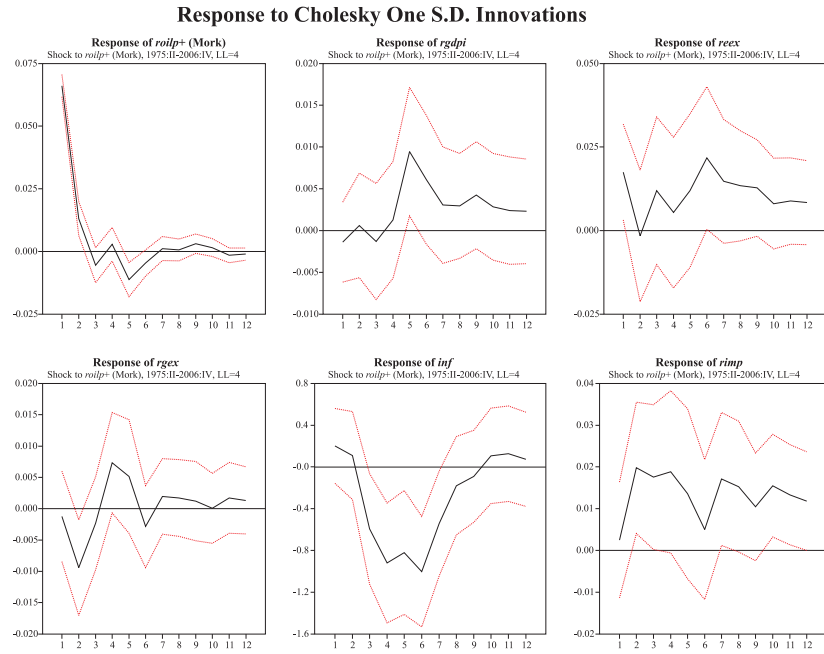 Response to Cholesky One S.D. Innovations
Response of roilp+ (Mork)
Shock to roilp+ (Mork), 1975:II-2006:IV, LL=4
0.075
0.050
0.025
0.000
-0.025
1 2 3 4 5 6 7 8 9 10 11 12
Response of rgdpi
Shock to roilp+ (Mork), 1975:II-2006:IV, LL=4
0.020
0.015
0.010
0.005
0.000
-0.005
-0.010
1 2 3 4 5 6 7 8 9 10 11 12
Response of reex
Shock to roilp+ (Mork), 1975:II-2006:IV, LL=4
0.050
0.025
0.000
-0.025
1 2 3 4 5 6 7 8 9 10 11 12
Response of rgex
Shock to roilp+ (Mork), 1975:II-2006:IV, LL=4
0.020
0.015
0.010
0.005
0.000
-0.005
-0.010
-0.015
-0.020
1 2 3 4 5 6 7 8 9 10 11 12
Response of inf
Shock to roilp+ (Mork), 1975:II-2006:IV, LL=4
0.8
0.4
-0.0
-0.4
-0.8
-1.2
-1.6
1 2 3 4 5 6 7 8 9 10 11 12
Response of rimp
Shock to roilp+ (Mork), 1975:II-2006:IV, LL=4
0.04
0.03
0.02
0.01
0.00
-0.01
-0.02
1 2 3 4 5 6 7 8 9 10 11 12